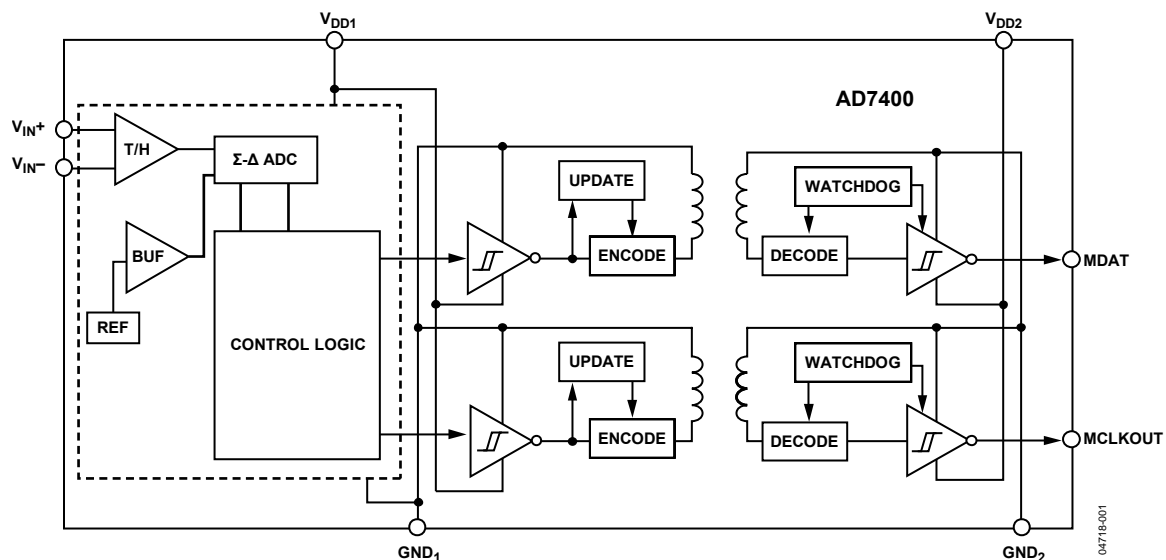 VDD1
VDD2
AD7400
VIN+
VIN–
T/H
Σ-Δ ADC
BUF
REF
CONTROL LOGIC
UPDATE
ENCODE
WATCHDOG
DECODE
MDAT
UPDATE
ENCODE
WATCHDOG
DECODE
MCLKOUT
GND1
GND2
04718-001